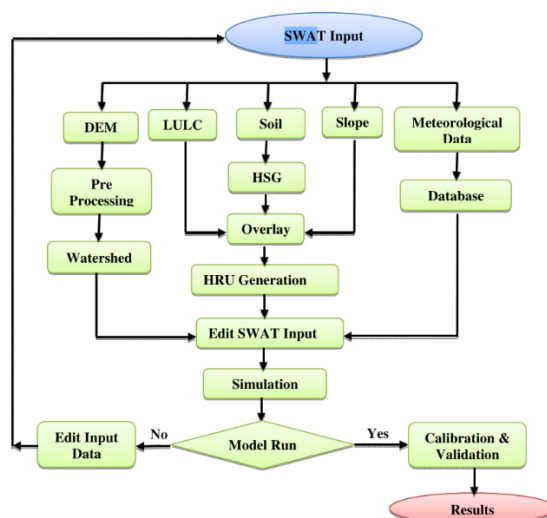 SWAT Input
DEM
LULC
Soil
Slope
Meteorological
Data
Pre
Processing
HSG
Database
Watershed
Overlay
HRU Generation
Edit SWAT Input
Simulation
Edit Input
Data
No
Model Run
Yes
Calibration &
Validation
Results